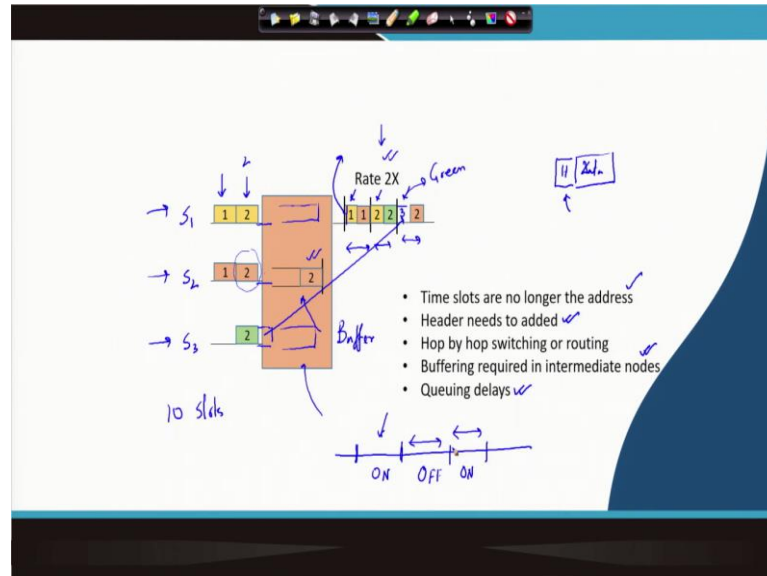 Green
Rate 2X
H Data
S1 1 2 1 1 2 2 3 2
S2 1 2 2
S3 2 Buffer
10 slots
• Time slots are no longer the address
• Header needs to added
• Hop by hop switching or routing
• Buffering required in intermediate nodes
• Queuing delays
ON OFF ON